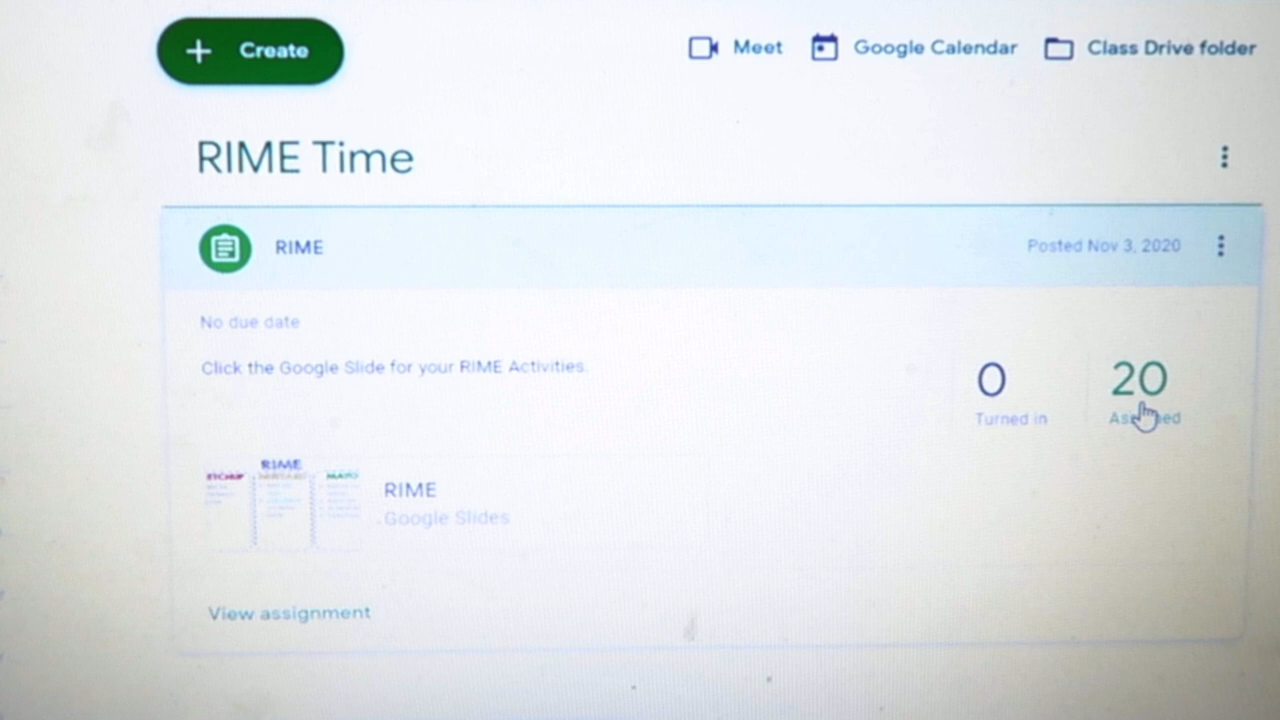 Create
Meet
Google Calendar
Class Drive folder
RIME Time
RIME
Posted Nov 3, 2020
No due date
Click the Google Slide for your RIME Activities.
0
20
Turned in
RIME
MAYO
RIME
Google Slides
View assignment